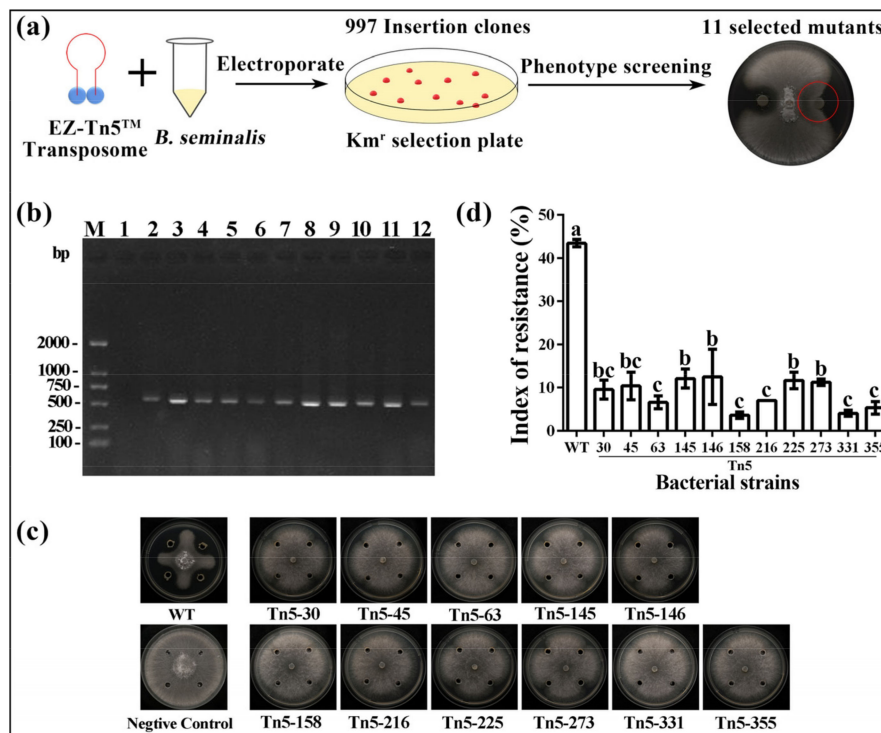 (a)
997 Insertion clones
11 selected mutants
Electroporate
Phenotype screening
EZ-Tn5™
Transposome
B. seminalis
Kmʳ selection plate
(b)
M 1 2 3 4 5 6 7 8 9 10 11 12
bp
2000 -
1000 -
750 -
500 -
250 -
100 -
(d)
Index of resistance (%)
50
40
30
20
10
0
a
bc bc c b b c c b b c c
WT 30 45 63 145 146 158 216 225 273 331 355
Tn5
Bacterial strains
(c)
WT Tn5-30 Tn5-45 Tn5-63 Tn5-145 Tn5-146
Negtive Control Tn5-158 Tn5-216 Tn5-225 Tn5-273 Tn5-331 Tn5-355